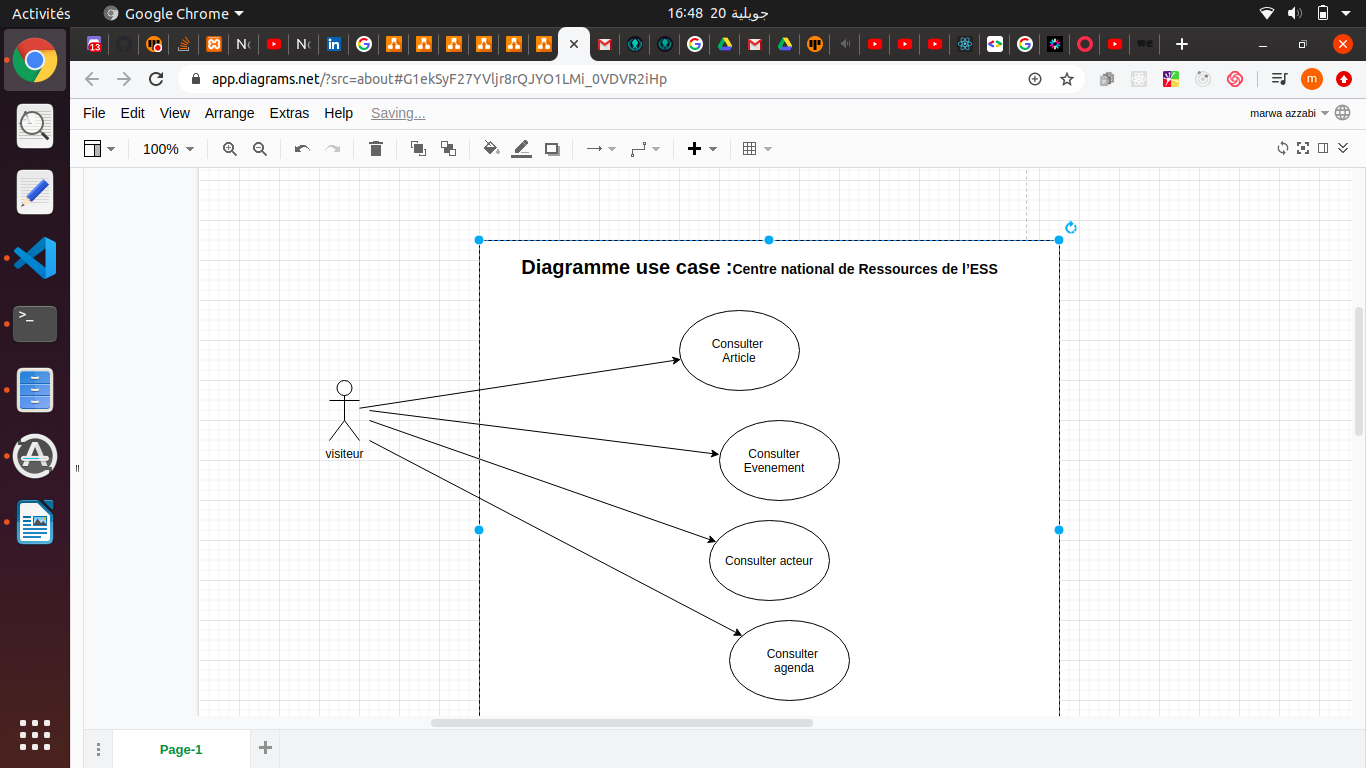 Activités
Google Chrome
16:48 20 جويلية
13
app.diagrams.net/?src=about#G1ekSyF27YVljr8rQJYO1LMi_0VDVR2iHp
m
File Edit View Arrange Extras Help Saving...
marwa azzabi
100%
Diagramme use case :Centre national de Ressources de l'ESS
Consulter
Article
visiteur
Consulter
Evenement
Consulter acteur
Consulter
agenda
Page-1